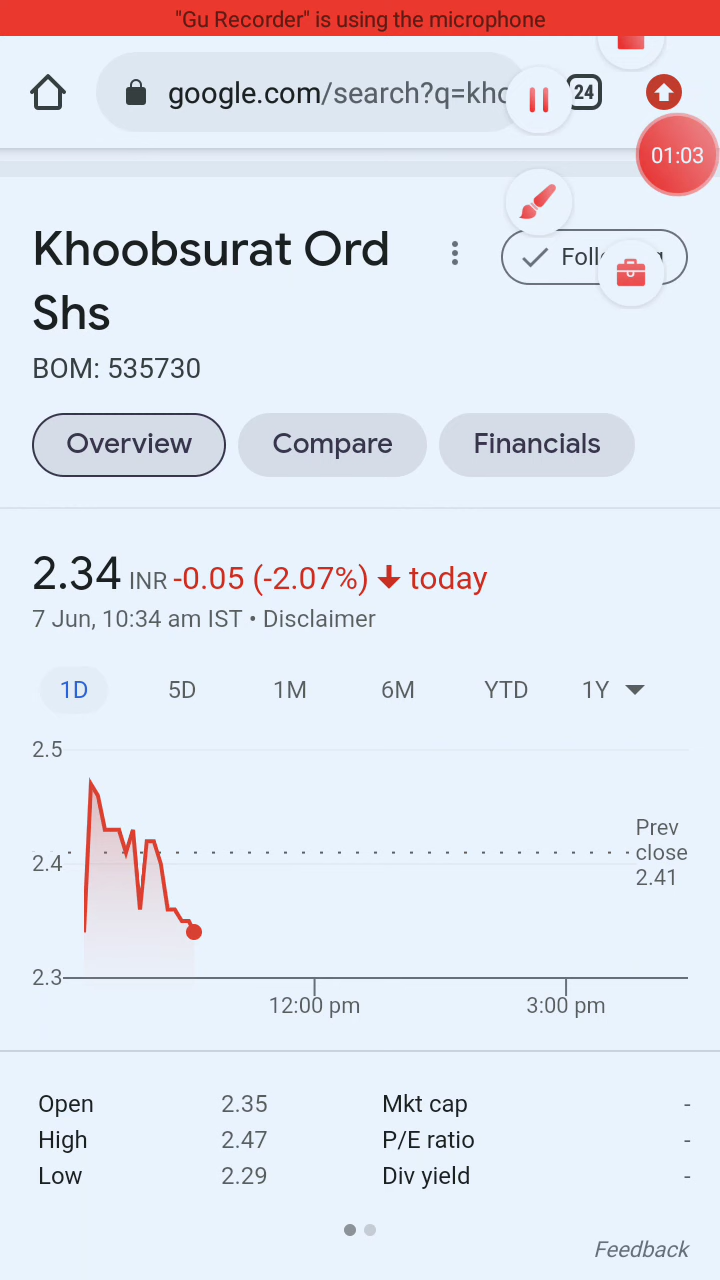 "Gu Recorder" is using the microphone
google.com/search?q=kho
24
01:03
Khoobsurat Ord
Shs
BOM: 535730
Overview Compare Financials
2.34 INR -0.05 (-2.07%) ↓ today
7 Jun, 10:34 am IST • Disclaimer
1D 5D 1M 6M YTD 1Y
2.5
Prev
close
2.41
2.4
2.3
12:00 pm 3:00 pm
Open 2.35 Mkt cap -
High 2.47 P/E ratio -
Low 2.29 Div yield -
Feedback